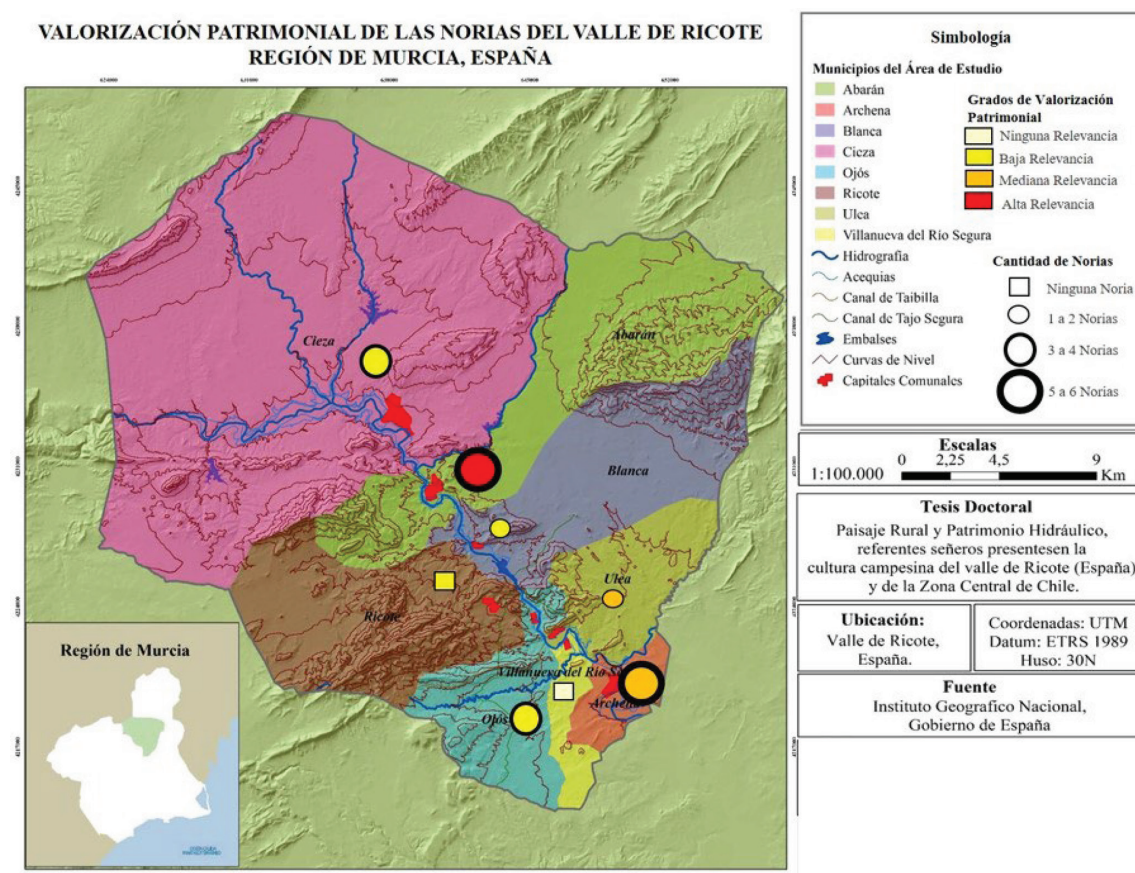 VALORIZACIÓN PATRIMONIAL DE LAS NORIAS DEL VALLE DE RICOTE
REGIÓN DE MURCIA, ESPAÑA
631000
645000
652000
4245000
4217000
Cieza
Abarán
Blanca
Ulea
Ricote
Villanueva del Río
Archena
Ojós
Región de Murcia
Simbología
Municipios del Área de Estudio
Abarán
Archena
Blanca
Cieza
Ojós
Ricote
Ulea
Villanueva del Río Segura
Hidrografía
Acequias
Canal de Taibilla
Canal de Tajo Segura
Embalses
Curvas de Nivel
Capitales Comunales
Grados de Valorización
Patrimonial
Ninguna Relevancia
Baja Relevancia
Mediana Relevancia
Alta Relevancia
Cantidad de Norias
Ninguna Noria
1 a 2 Norias
3 a 4 Norias
5 a 6 Norias
Escalas
1:100.000
0 2,25 4,5 9
Km
Tesis Doctoral
Paisaje Rural y Patrimonio Hidráulico,
referentes señeros presentesen la
cultura campesina del valle de Ricote (España)
y de la Zona Central de Chile.
Ubicación:
Valle de Ricote,
España.
Coordenadas: UTM
Datum: ETRS 1989
Huso: 30N
Fuente
Instituto Geografico Nacional,
Gobierno de España